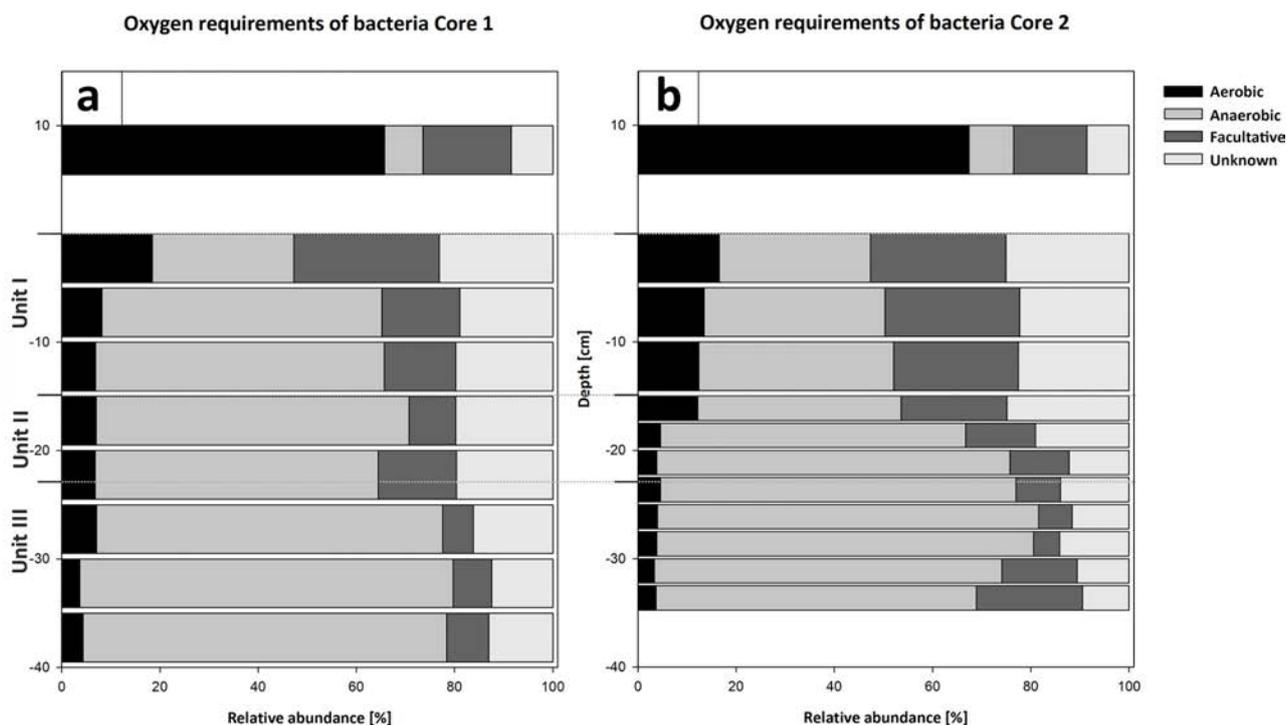 Oxygen requirements of bacteria Core 1
Oxygen requirements of bacteria Core 2
a
b
Aerobic
Anaerobic
Facultative
Unknown
10
-10
-20
-30
-40
Unit I
Unit II
Unit III
0
20
40
60
80
100
Relative abundance [%]
Depth [cm]
10
-10
-20
-30
-40
0
20
40
60
80
100
Relative abundance [%]